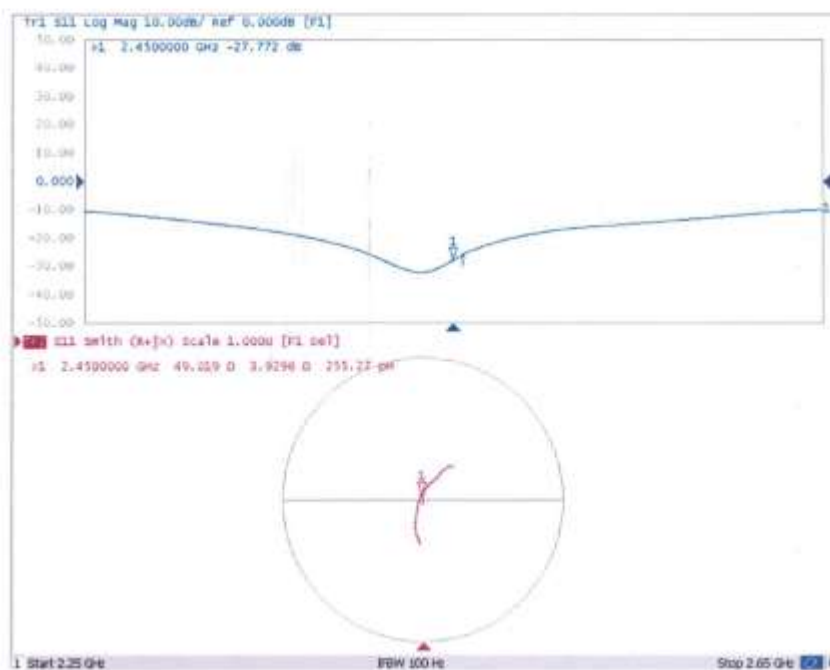 Tr1 S11 Log Mag 10.00dB/ Ref 0.000dB [F1]
50.00
>1 2.4500000 GHz -27.772 dB
40.00
30.00
20.00
10.00
0.000
-10.00
-20.00
1
-30.00
-40.00
-50.00
S11 Smith (R+jX) Scale 1.000U [F1 Del]
>1 2.4500000 GHz 49.019 Ω 3.9296 Ω 255.27 pH
1
1 Start 2.25 GHz IFBW 100 Hz Stop 2.65 GHz